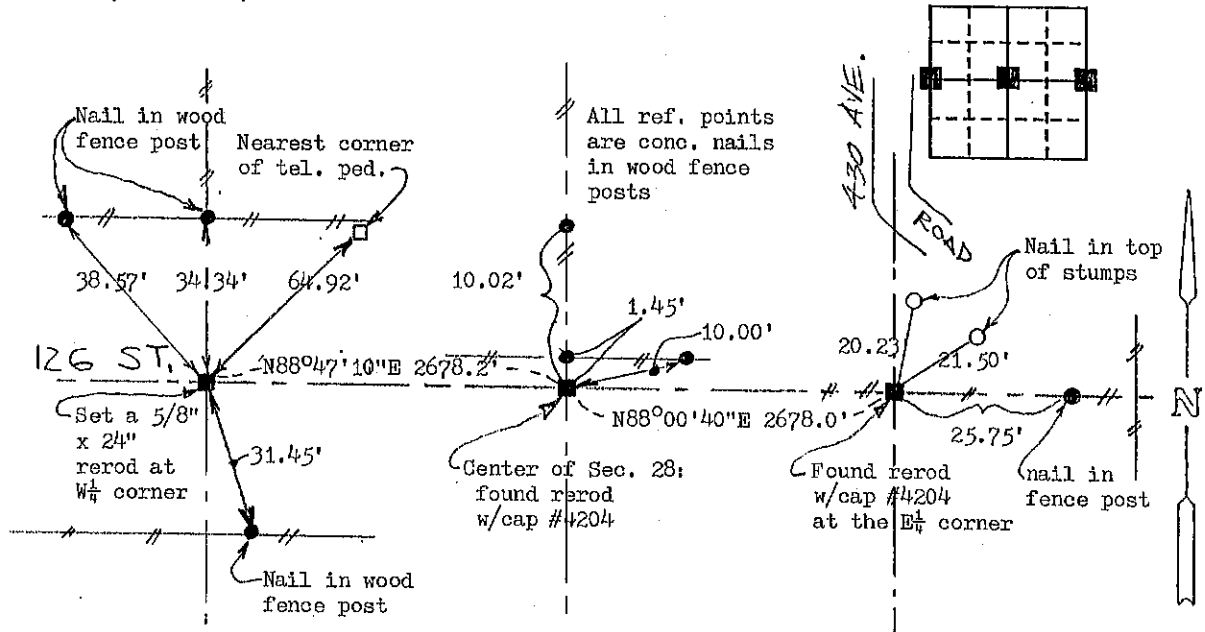 Nail in wood
fence post
Nearest corner
of tel. ped.
All ref. points
are conc. nails
in wood fence
posts
430 AVE.
ROAD
Nail in top
of stumps
38.57'
34.34'
64.92'
10.02'
1.45'
10.00'
20.23
21.50'
126 ST.
N88°47'10"E 2678.2'
N88°00'40"E 2678.0'
25.75'
N
Set a 5/8"
x 24"
rerod at
W¼ corner
31.45'
Center of Sec. 28:
found rerod
w/cap #4204
Found rerod
w/cap #4204
at the E¼ corner
nail in
fence post
Nail in wood
fence post